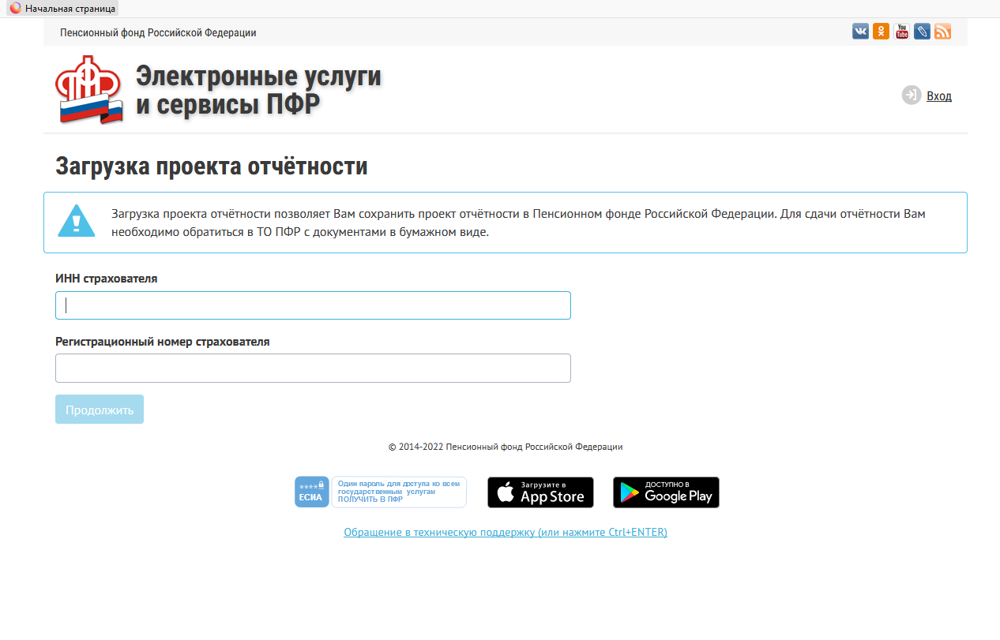 Начальная страница
Пенсионный фонд Российской Федерации
You
Tube
Электронные услуги
и сервисы ПФР
Вход
Загрузка проекта отчётности
Загрузка проекта отчётности позволяет Вам сохранить проект отчётности в Пенсионном фонде Российской Федерации. Для сдачи отчётности Вам
необходимо обратиться в ТО ПФР с документами в бумажном виде.
ИНН страхователя
Регистрационный номер страхователя
Продолжить
© 2014-2022 Пенсионный фонд Российской Федерации
****
ЕСИА
Один пароль для доступа ко всем
государственным услугам
ПОЛУЧИТЬ В ПФР
Загрузите в
App Store
ДОСТУПНО В
Google Play
Обращение в техническую поддержку (или нажмите Ctrl+ENTER)